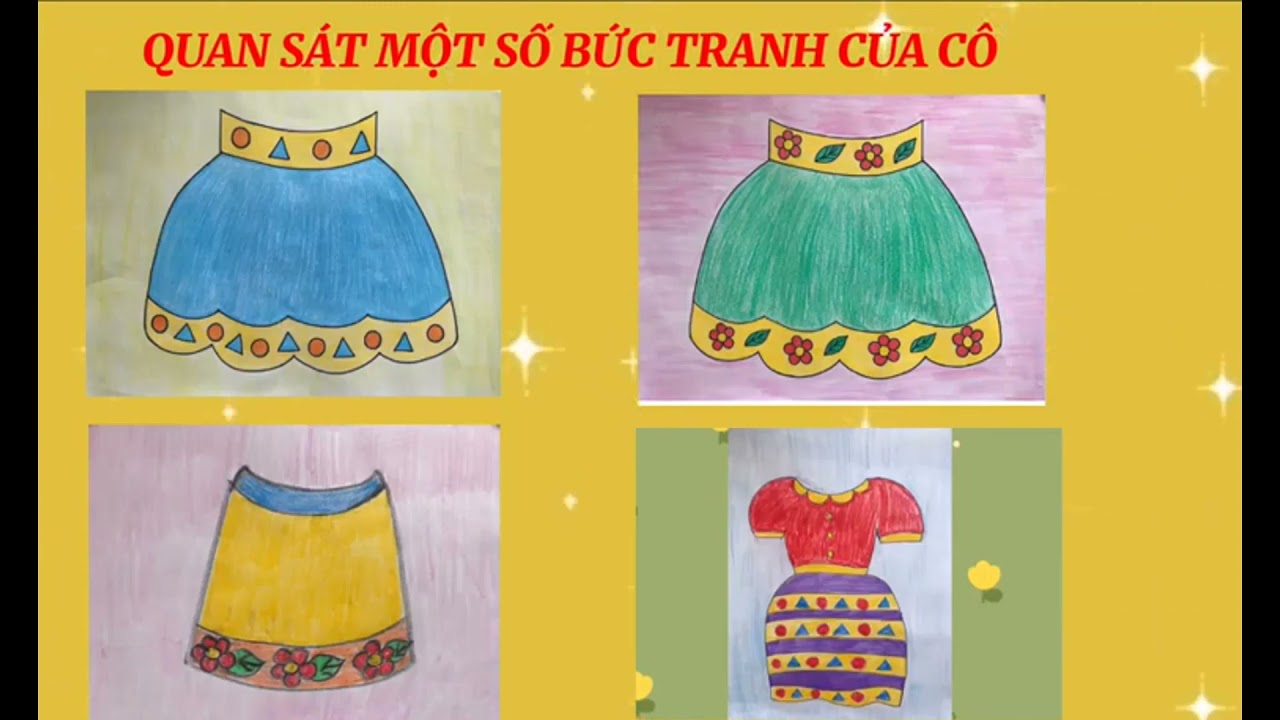 QUAN SÁT MỘT SỐ BỨC TRANH CỦA CÔ